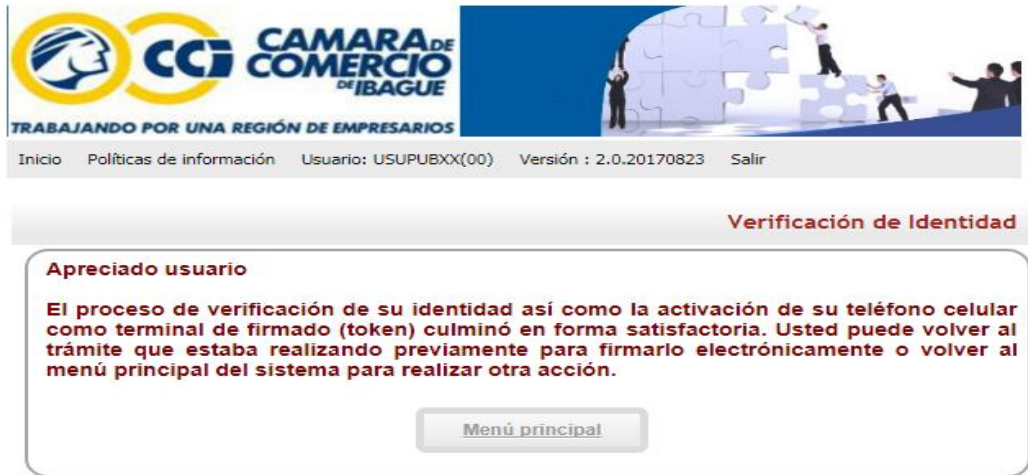 CCI CAMARA DE
COMERCIO
DE IBAGUE
TRABAJANDO POR UNA REGIÓN DE EMPRESARIOS
Inicio Políticas de información Usuario: USUPUBXX(00) Versión : 2.0.20170823 Salir
Verificación de Identidad
Apreciado usuario
El proceso de verificación de su identidad así como la activación de su teléfono celular
como terminal de firmado (token) culminó en forma satisfactoria. Usted puede volver al
trámite que estaba realizando previamente para firmarlo electrónicamente o volver al
menú principal del sistema para realizar otra acción.
Menú principal